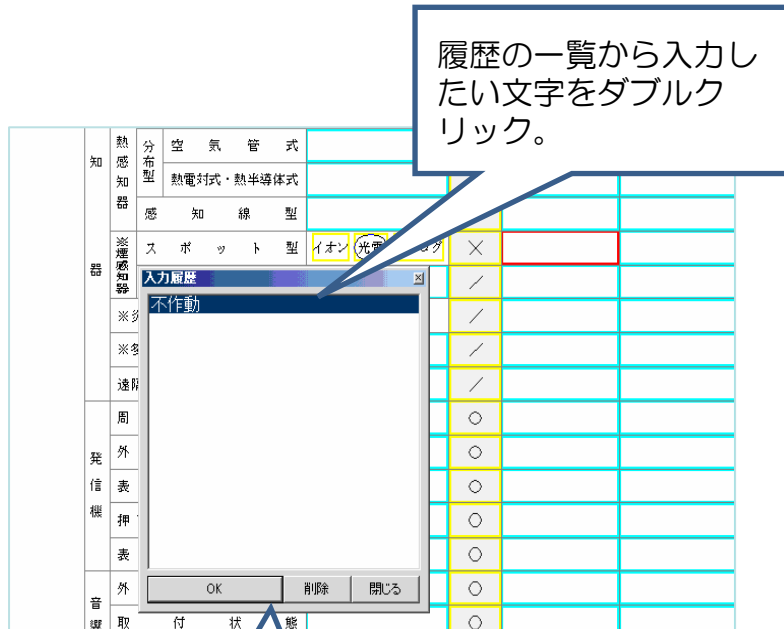 履歴の一覧から入力し
たい文字をダブルク
リック。
知
熱感知器
分布型
空気管式
熱電対式・熱半導体式
感知線型
器
※煙感知器
スポット型 イオン 光電 ×
入力履歴
不作動
/
※
/
※
/
遠隔
/
発信機
周 ○
外 ○
表 ○
押 ○
表 ○
OK 削除 閉じる
音
外 ○
取付状態 ○